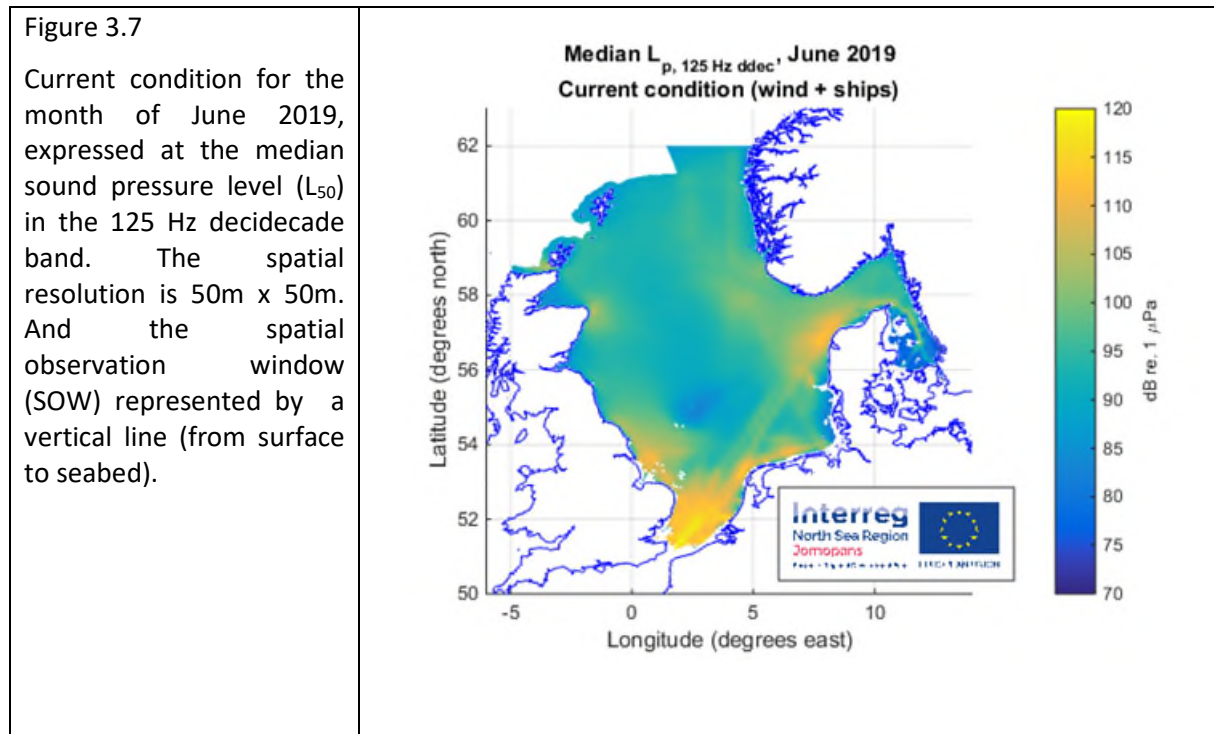 Figure 3.7
Current condition for the
month of June 2019,
expressed at the median
sound pressure level (L50)
in the 125 Hz decidecade
band. The spatial
resolution is 50m x 50m.
And the spatial
observation window
(SOW) represented by a
vertical line (from surface
to seabed).
Median Lp, 125 Hz ddec, June 2019
Current condition (wind + ships)
62
60
58
56
54
52
50
Latitude (degrees north)
-5 0 5 10
Longitude (degrees east)
120
115
110
105
100
95
90
85
80
75
70
dB re. 1 μPa
Interreg
North Sea Region
Jomopans